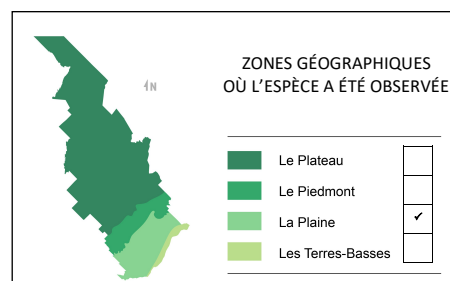 ZONES GÉOGRAPHIQUES
OÙ L'ESPÈCE A ÉTÉ OBSERVÉE
N
Le Plateau
Le Piedmont
La Plaine ✓
Les Terres-Basses